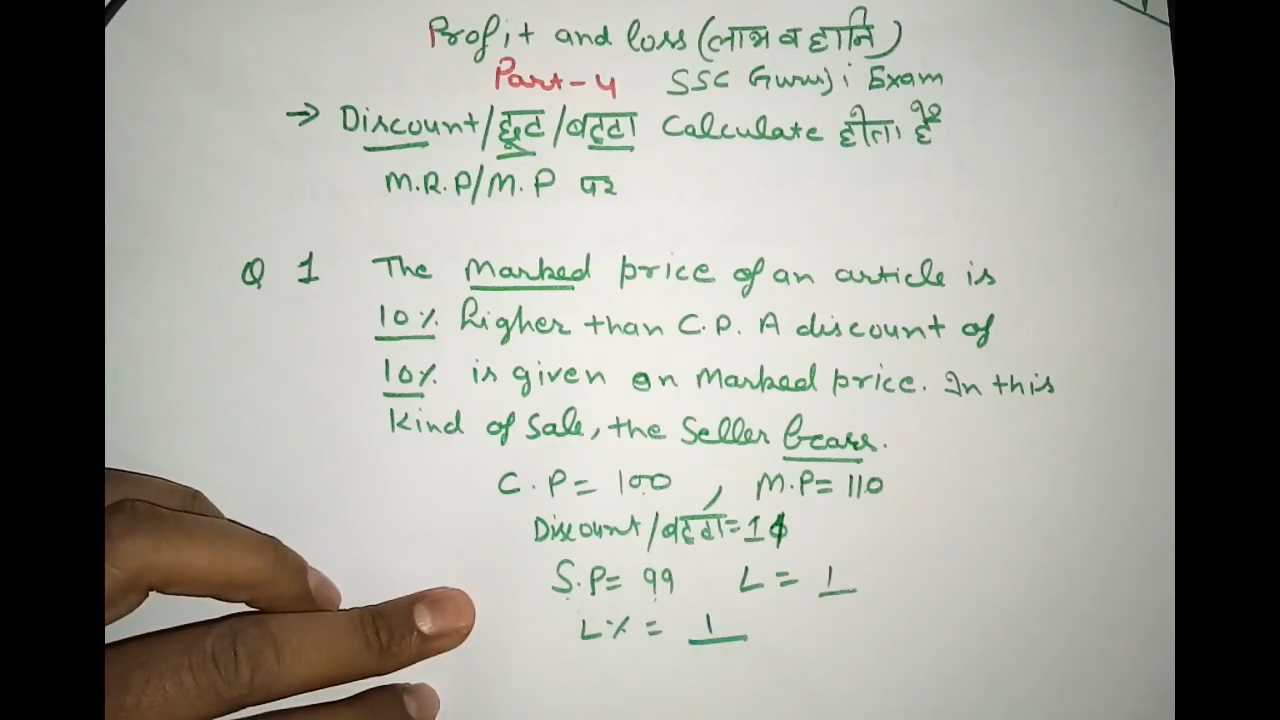 Profit and loss (लाभ व हानि)
Part-4 SSC Guruji Exam
→ Discount/छूट/बट्टा Calculate होता है
M.R.P/M.P पर
Q 1 The Marked price of an article is
10% higher than C.P. A discount of
10% is given on Marked price. In this
kind of sale, the seller bears.
C.P = 100 , M.P = 110
Discount/बट्टा = 11
S.P = 99 L = 1
L% = 1